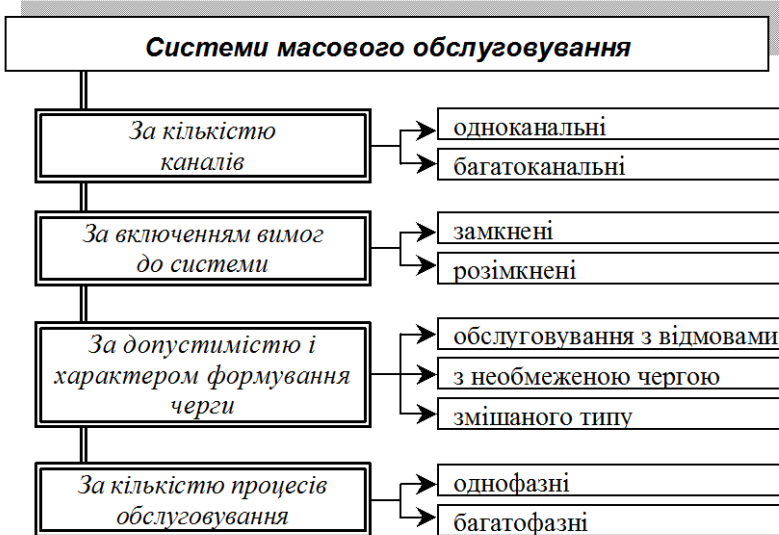 Системи масового обслуговування
За кількістю
каналів
одноканальні
багатоканальні
За включенням вимог
до системи
замкнені
розімкнені
За допустимістю і
характером формування
черги
обслуговування з відмовами
з необмеженою чергою
змішаного типу
За кількістю процесів
обслуговування
однофазні
багатофазні